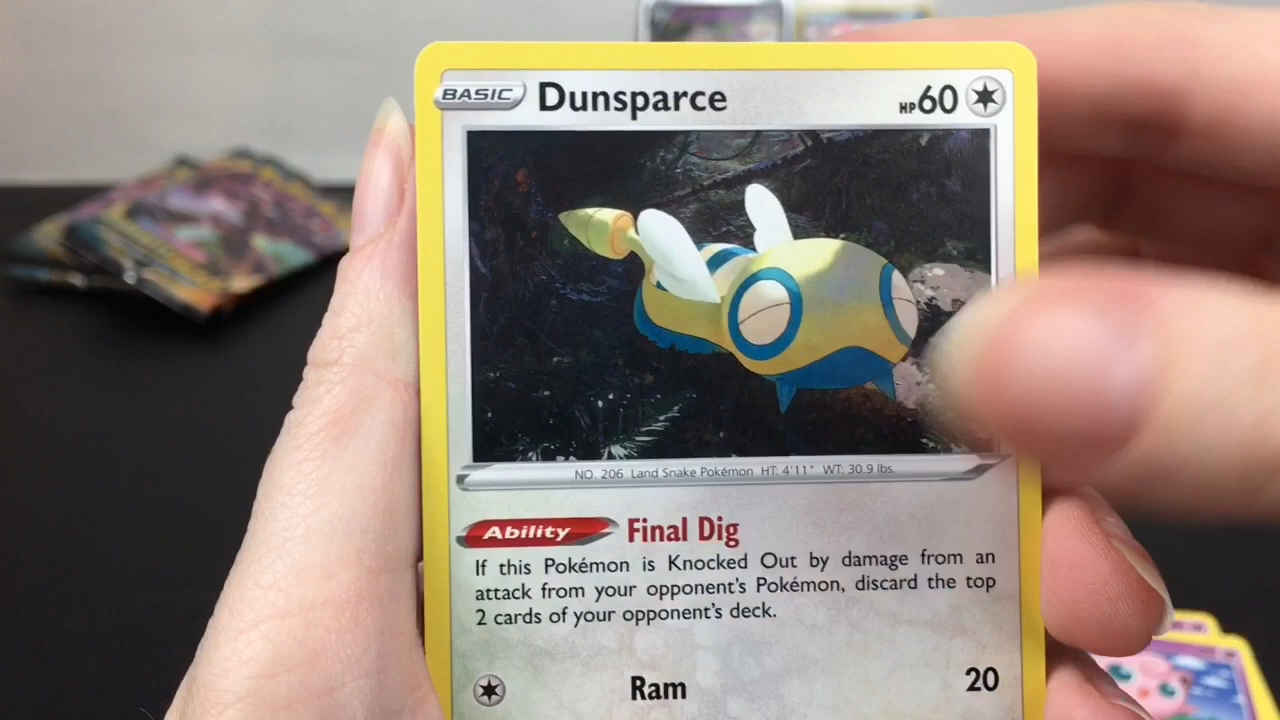 BASIC Dunsparce HP 60
NO. 206 Land Snake Pokémon HT: 4'11" WT: 30.9 lbs.
Ability Final Dig
If this Pokémon is Knocked Out by damage from an
attack from your opponent's Pokémon, discard the top
2 cards of your opponent's deck.
Ram 20